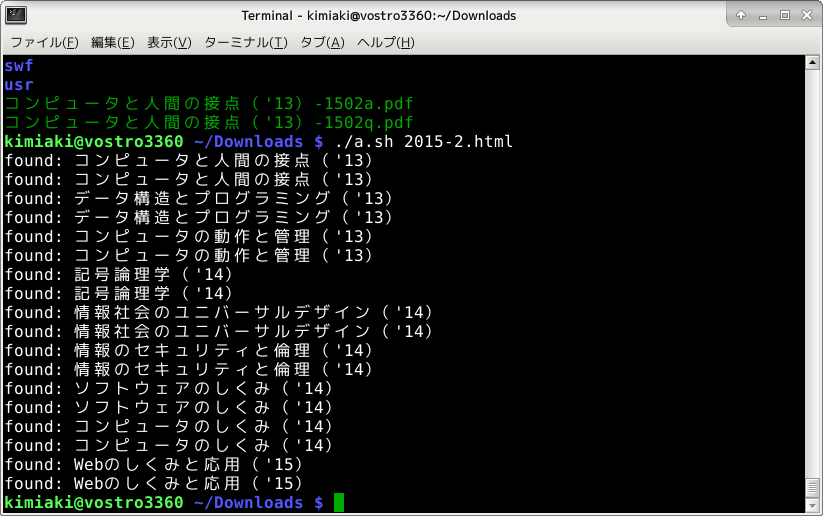 Terminal - kimiaki@vostro3360:~/Downloads
ファイル(F) 編集(E) 表示(V) ターミナル(T) タブ(A) ヘルプ(H)
swf
usr
コンピュータと人間の接点('13)-1502a.pdf
コンピュータと人間の接点('13)-1502q.pdf
kimiaki@vostro3360 ~/Downloads $ ./a.sh 2015-2.html
found: コンピュータと人間の接点('13)
found: コンピュータと人間の接点('13)
found: データ構造とプログラミング('13)
found: データ構造とプログラミング('13)
found: コンピュータの動作と管理('13)
found: コンピュータの動作と管理('13)
found: 記号論理学('14)
found: 記号論理学('14)
found: 情報社会のユニバーサルデザイン('14)
found: 情報社会のユニバーサルデザイン('14)
found: 情報のセキュリティと倫理('14)
found: 情報のセキュリティと倫理('14)
found: ソフトウェアのしくみ('14)
found: ソフトウェアのしくみ('14)
found: コンピュータのしくみ('14)
found: コンピュータのしくみ('14)
found: Webのしくみと応用('15)
found: Webのしくみと応用('15)
kimiaki@vostro3360 ~/Downloads $